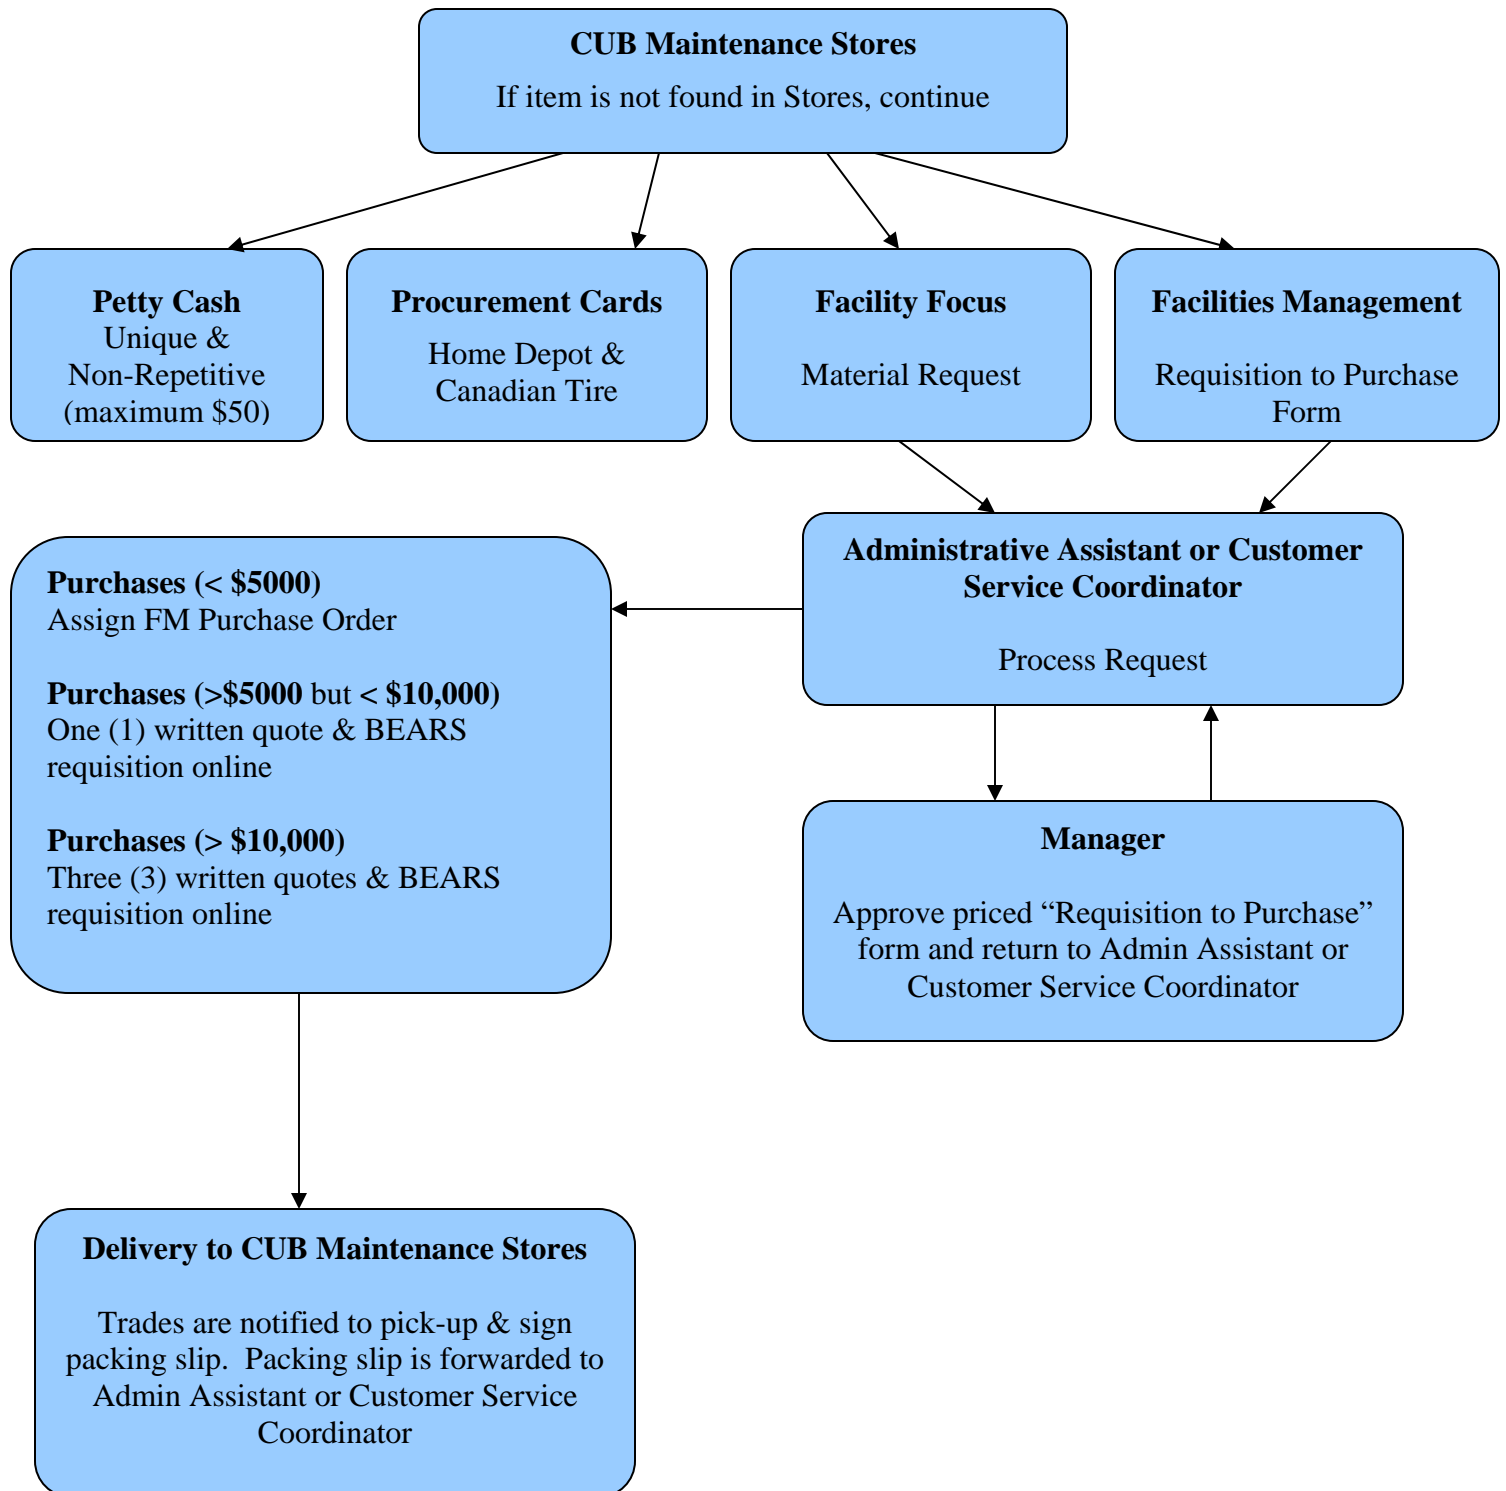 CUB Maintenance Stores
If item is not found in Stores, continue
Petty Cash
Unique &
Non-Repetitive
(maximum $50)
Procurement Cards
Home Depot &
Canadian Tire
Facility Focus
Material Request
Facilities Management
Requisition to Purchase
Form
Administrative Assistant or Customer
Service Coordinator
Process Request
Purchases (< $5000)
Assign FM Purchase Order
Purchases (>$5000 but < $10,000)
One (1) written quote & BEARS
requisition online
Purchases (> $10,000)
Three (3) written quotes & BEARS
requisition online
Manager
Approve priced “Requisition to Purchase”
form and return to Admin Assistant or
Customer Service Coordinator
Delivery to CUB Maintenance Stores
Trades are notified to pick-up & sign
packing slip.  Packing slip is forwarded to
Admin Assistant or Customer Service
Coordinator